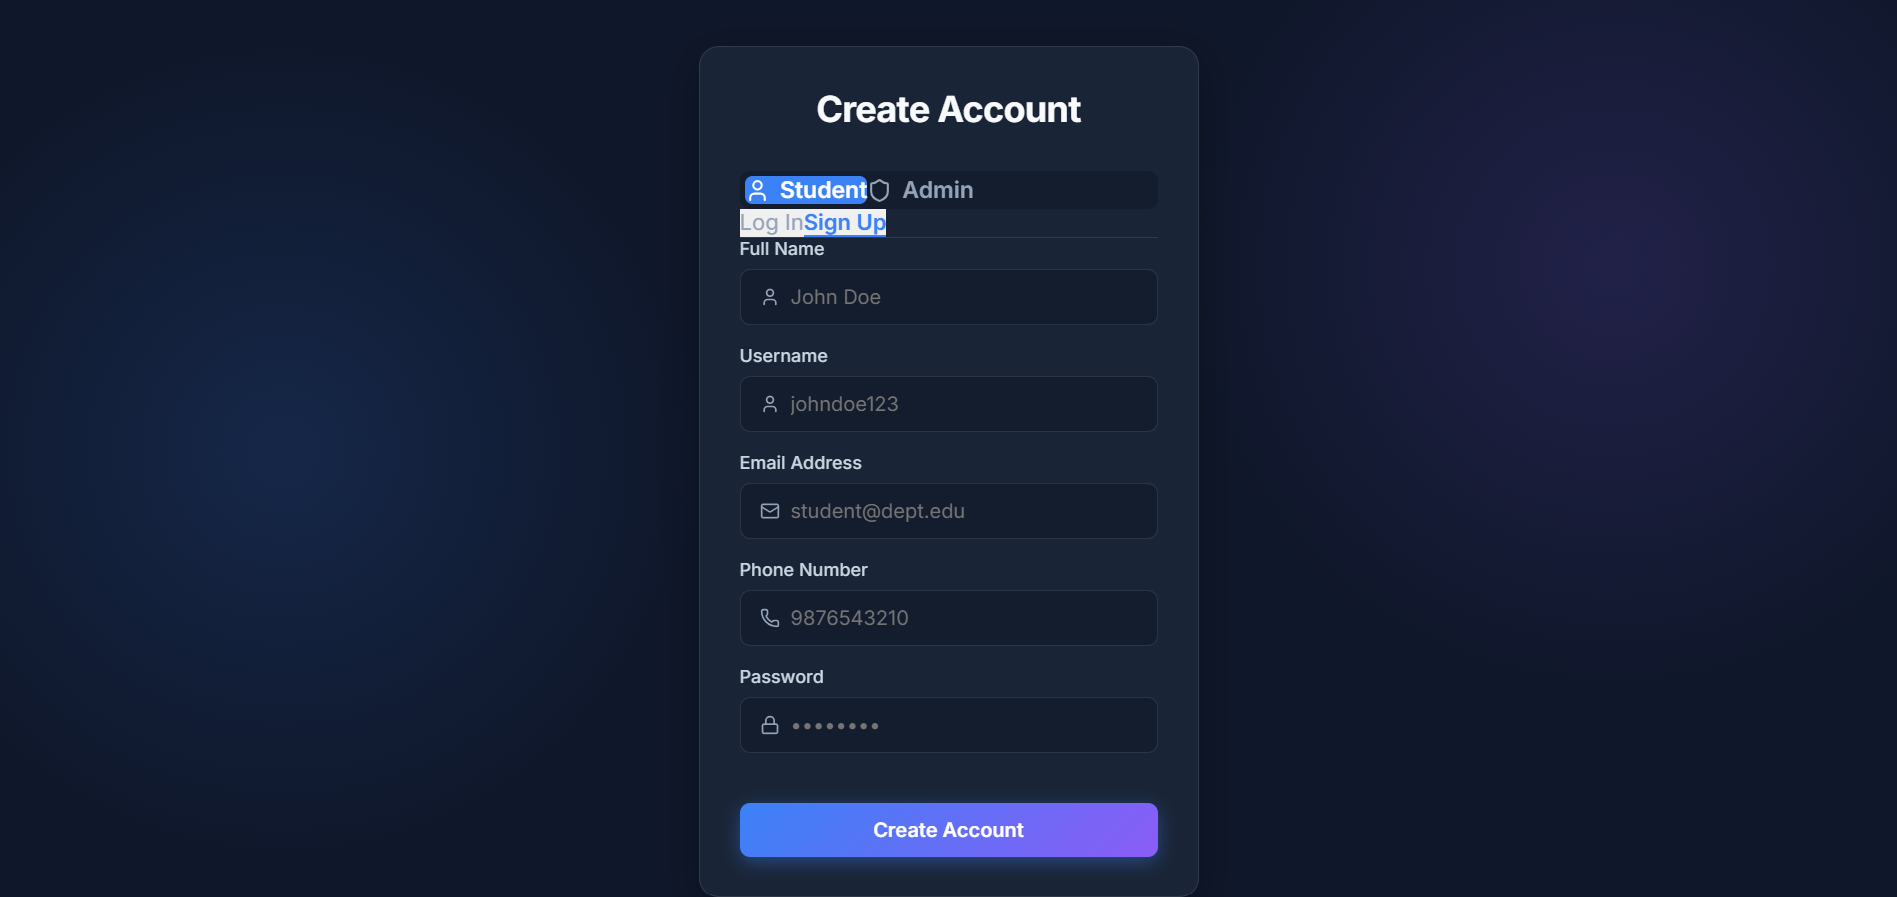 Create Account
Student Admin
Log In Sign Up
Full Name
John Doe
Username
johndoe123
Email Address
student@dept.edu
Phone Number
9876543210
Password
••••••••
Create Account